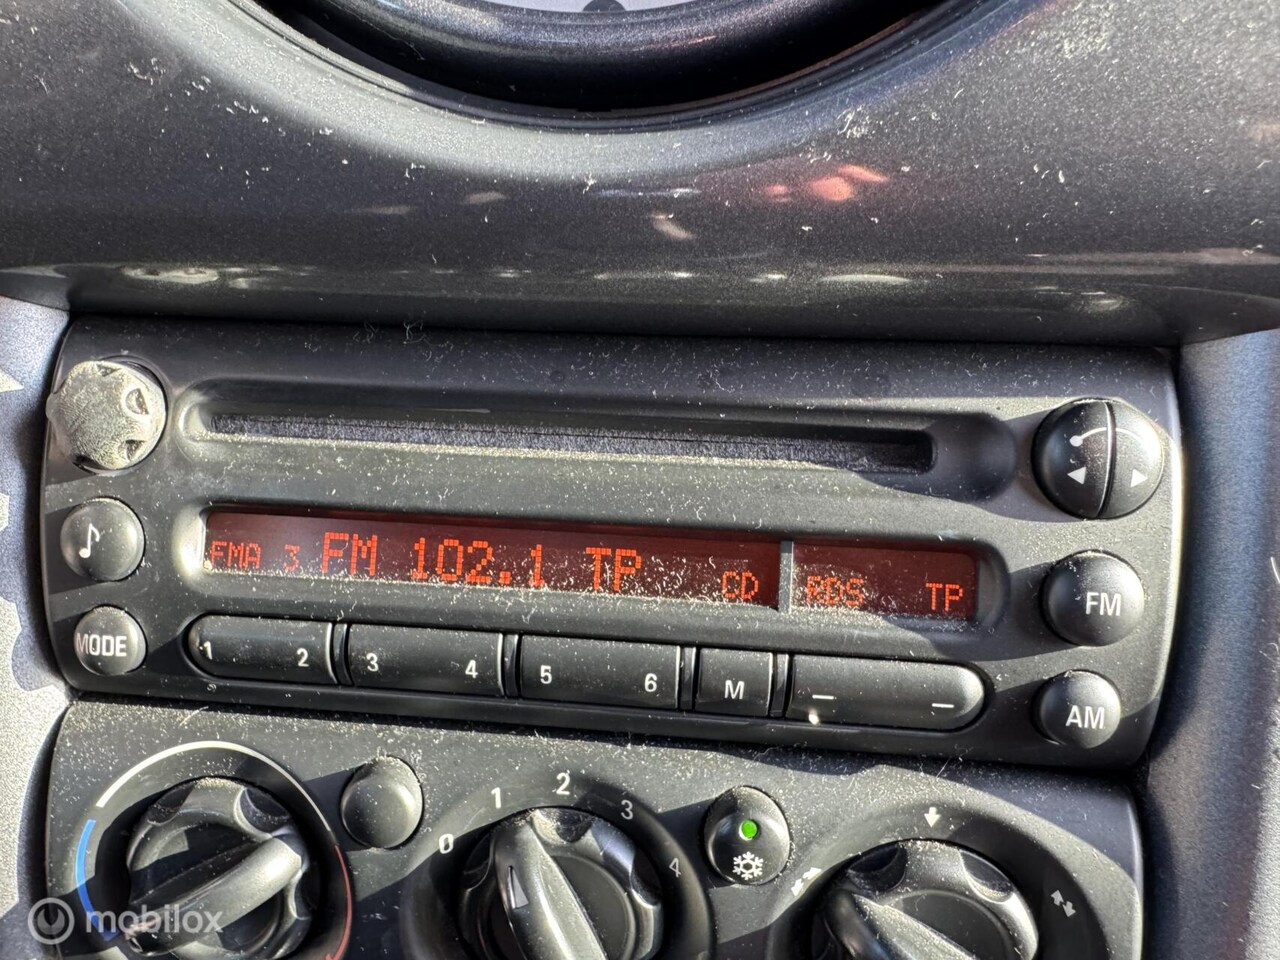 FMA 3 FM 102.1 TP CD RDS TP
FM
MODE
1 2 3 4 5 6 M — —
AM
0 1 2 3 4
mobilox